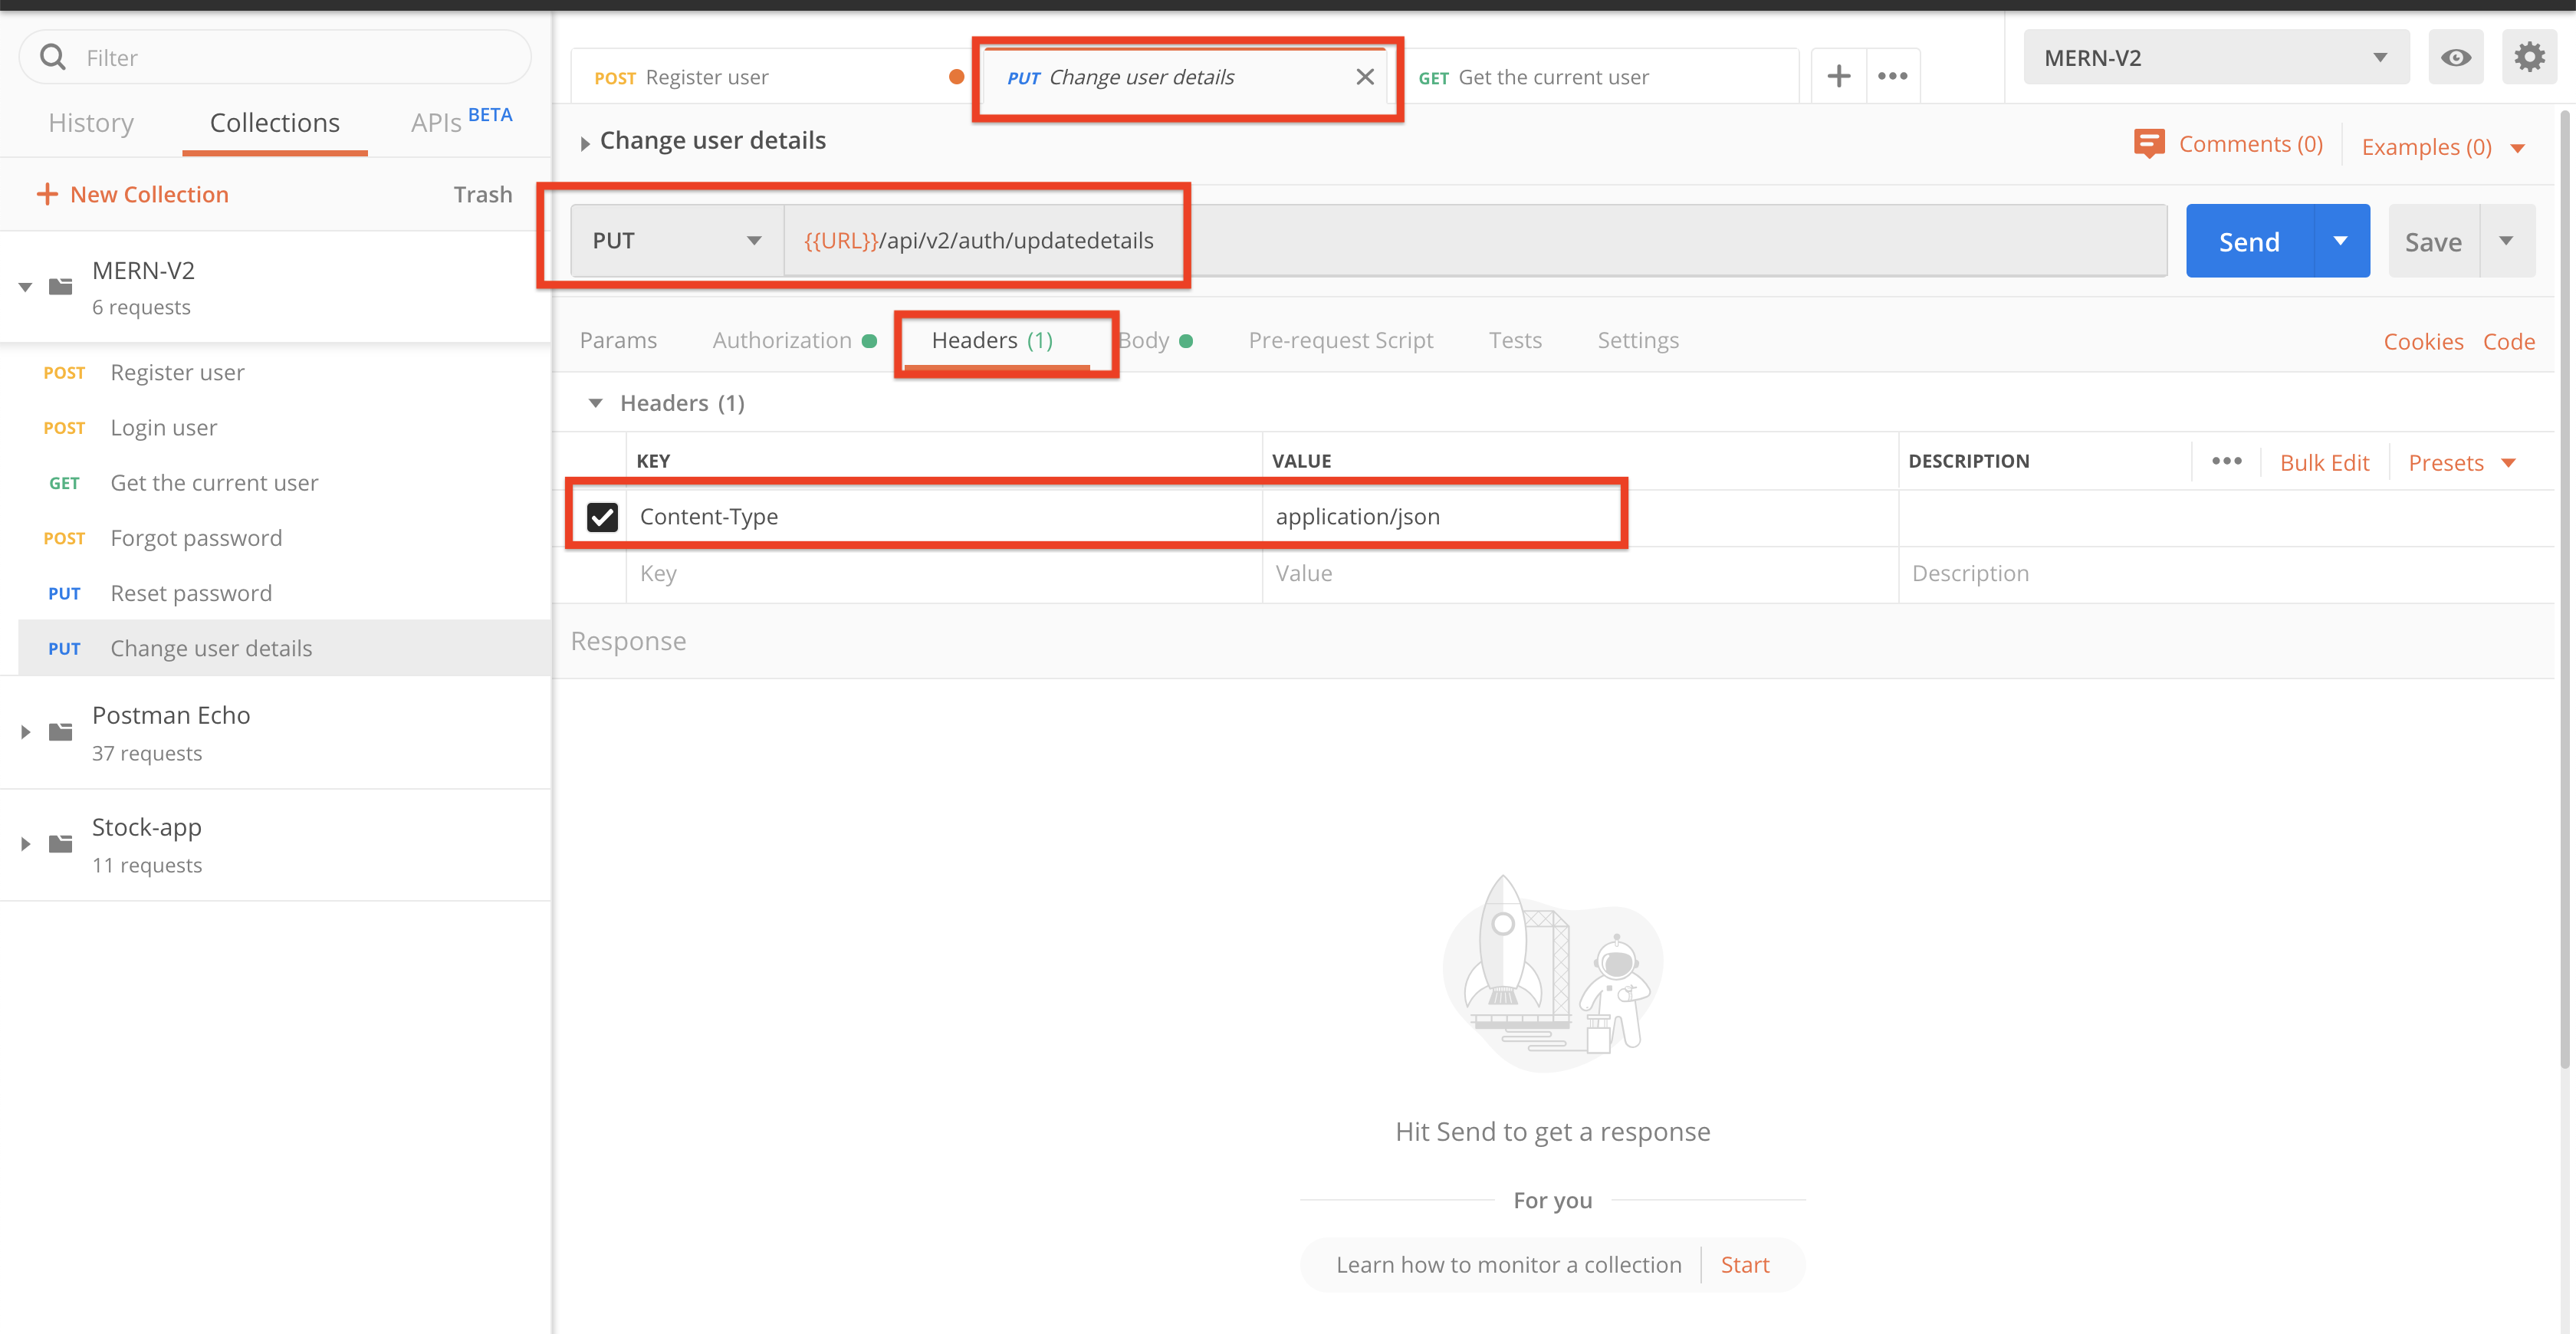 Filter
History Collections APIs BETA
+ New Collection Trash
MERN-V2
6 requests
POST Register user
POST Login user
GET Get the current user
POST Forgot password
PUT Reset password
PUT Change user details
Postman Echo
37 requests
Stock-app
11 requests
POST Register user PUT Change user details GET Get the current user MERN-V2
Change user details Comments (0) Examples (0)
PUT {{URL}}/api/v2/auth/updatedetails Send Save
Params Authorization Headers (1) Body Pre-request Script Tests Settings Cookies Code
Headers (1)
KEY VALUE DESCRIPTION Bulk Edit Presets
Content-Type application/json
Key Value Description
Response
Hit Send to get a response
For you
Learn how to monitor a collection Start